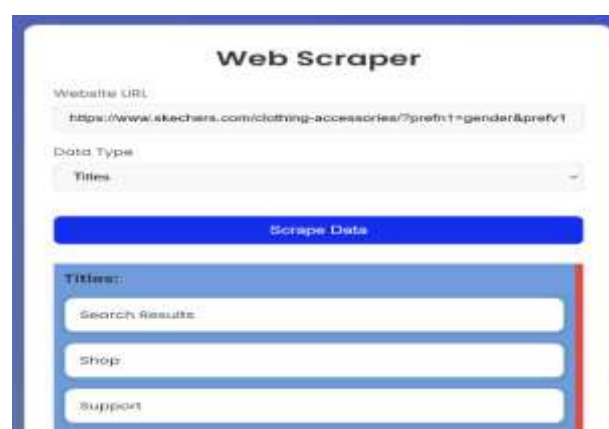 Web Scraper
Website URL
https://www.skechers.com/clothing-accessories/?prefn1=gender&prefv1
Data Type
Titles
Scrape Data
Titles:
Search Results
Shop
Support